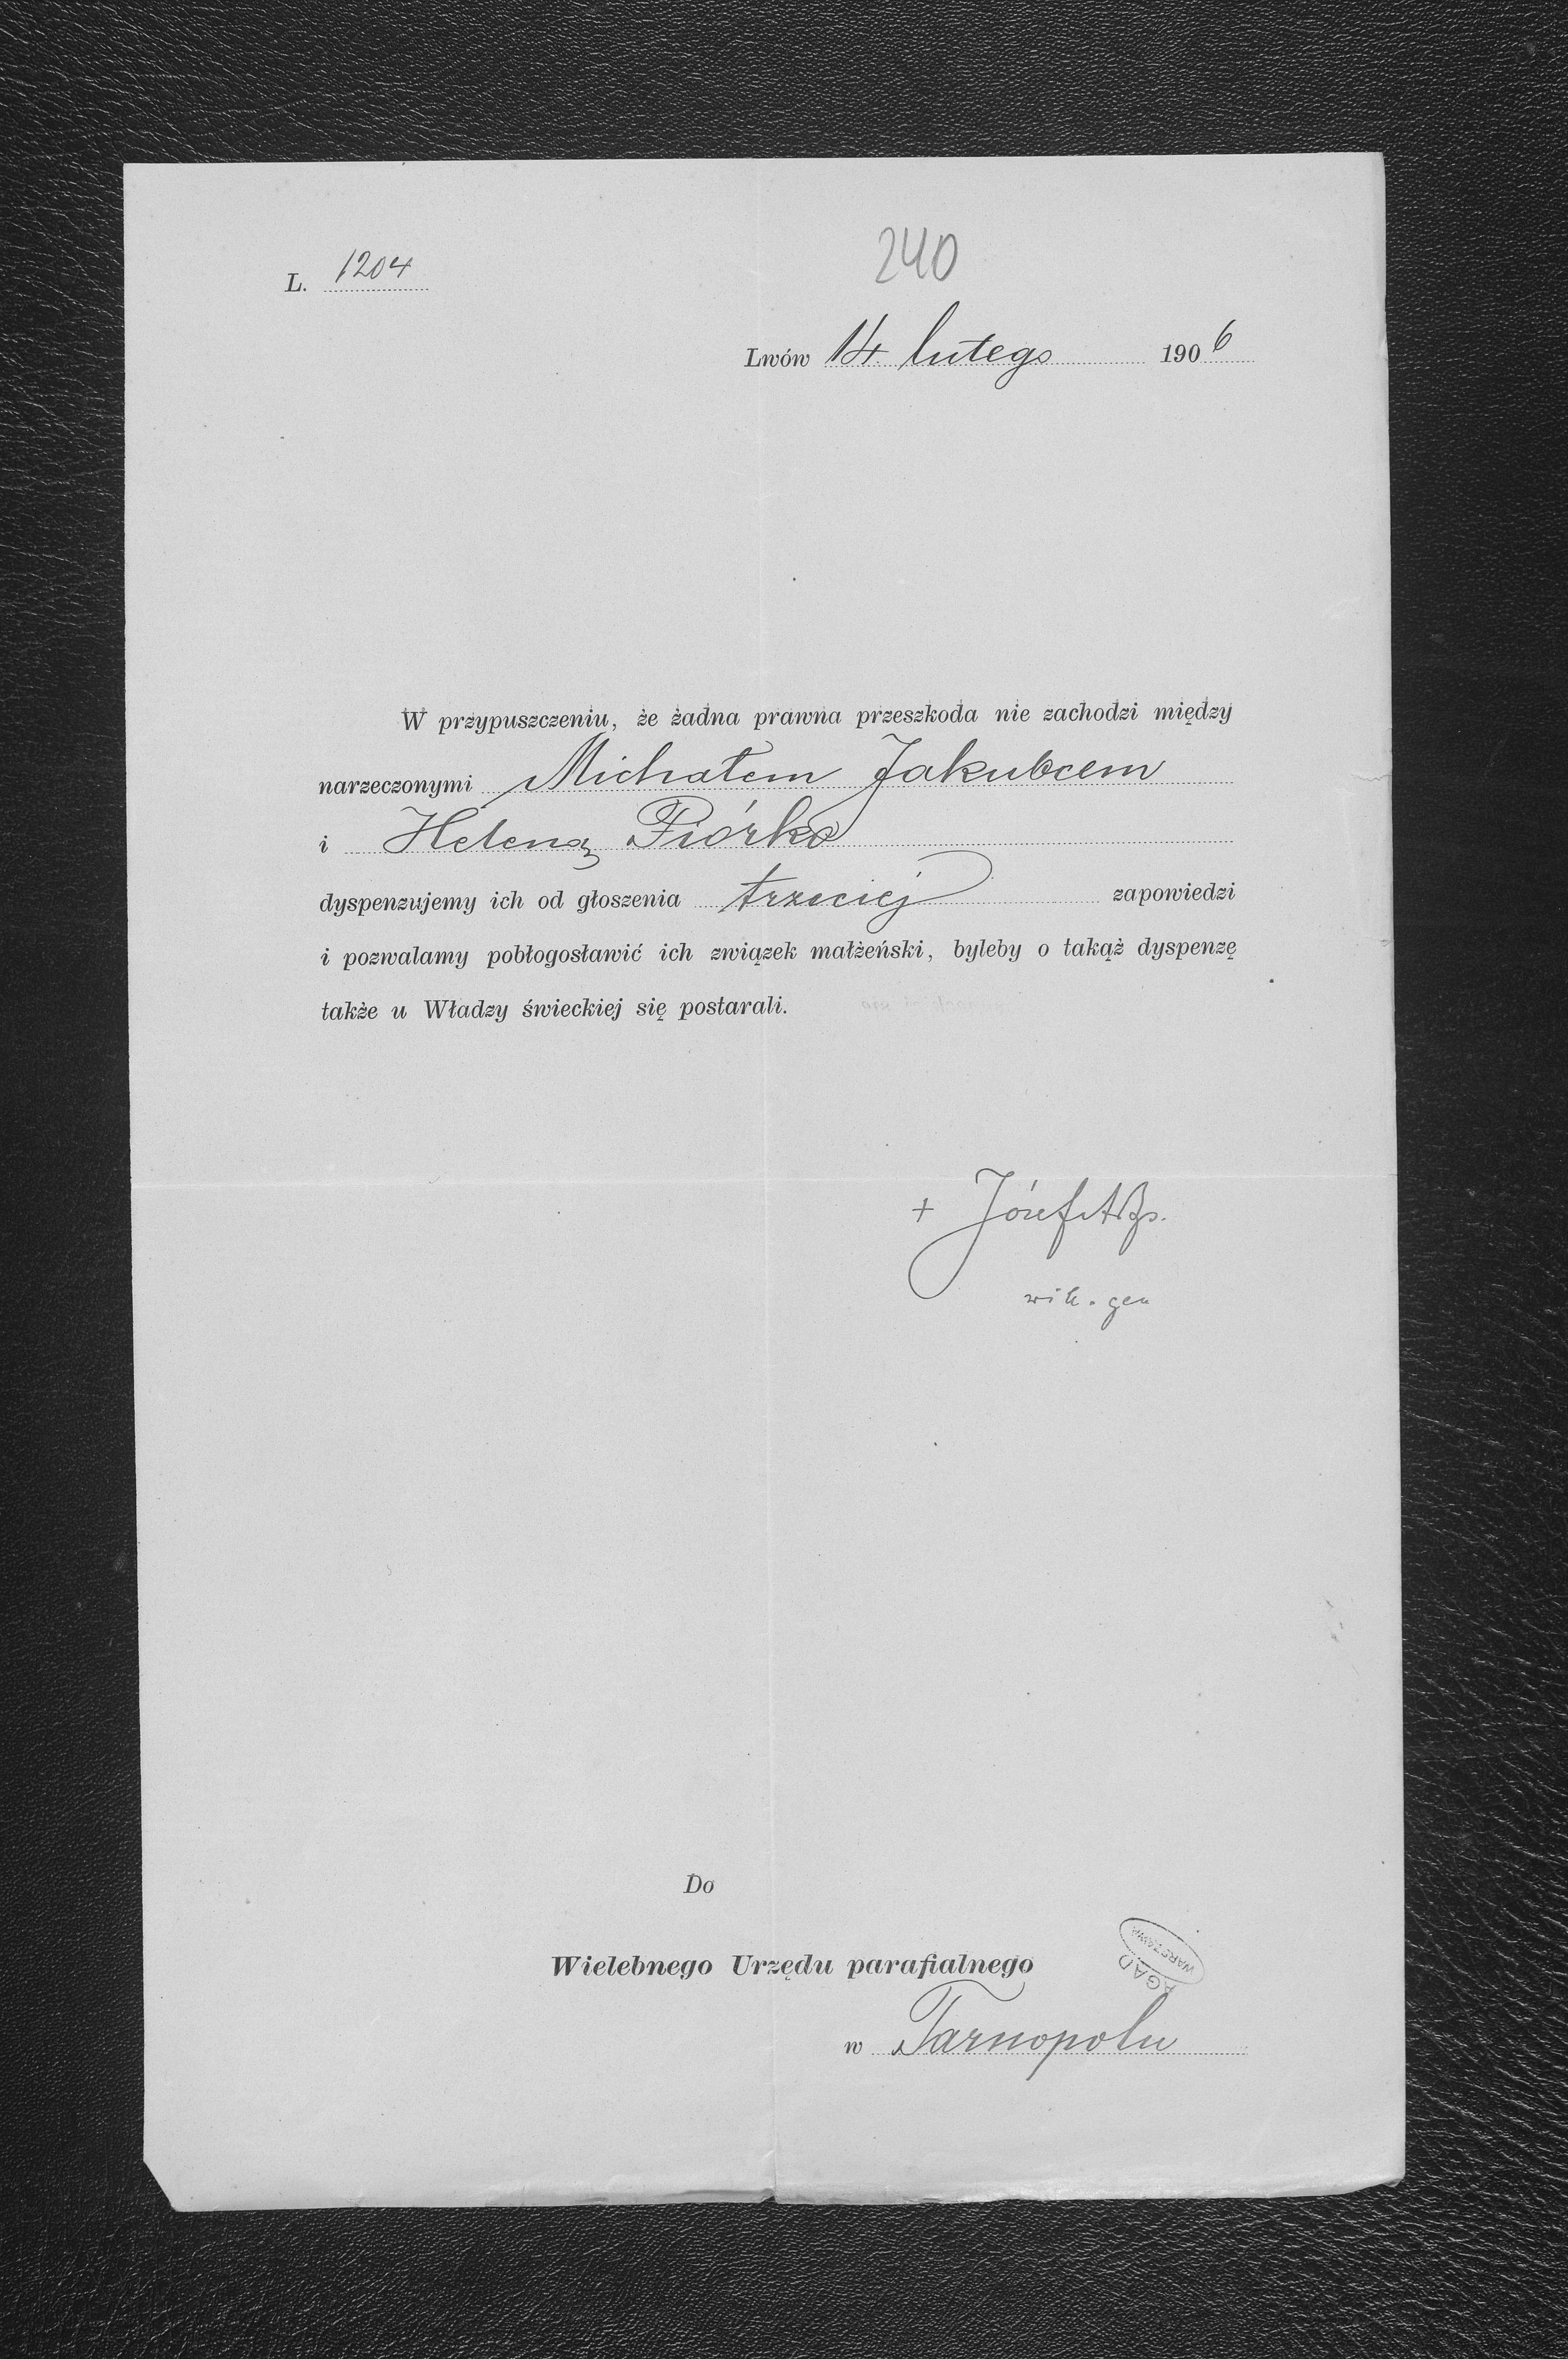 240
L. 1204
Lwów 14 lutego 1906
W przypuszczeniu, że żadna prawna przeszkoda nie zachodzi między
narzeczonymi Michałem Jakubcem
i Heleną Piórko
dyspenzujemy ich od głoszenia trzeciej zapowiedzi
i pozwalamy pobłogosławić ich związek małżeński, byleby o takąż dyspenzę
także u Władzy świeckiej się postarali.
+ Józef ABp.
wik. gen
Do
Wielebnego Urzędu parafialnego
AGAD
WARSZAWA
w Tarnopolu